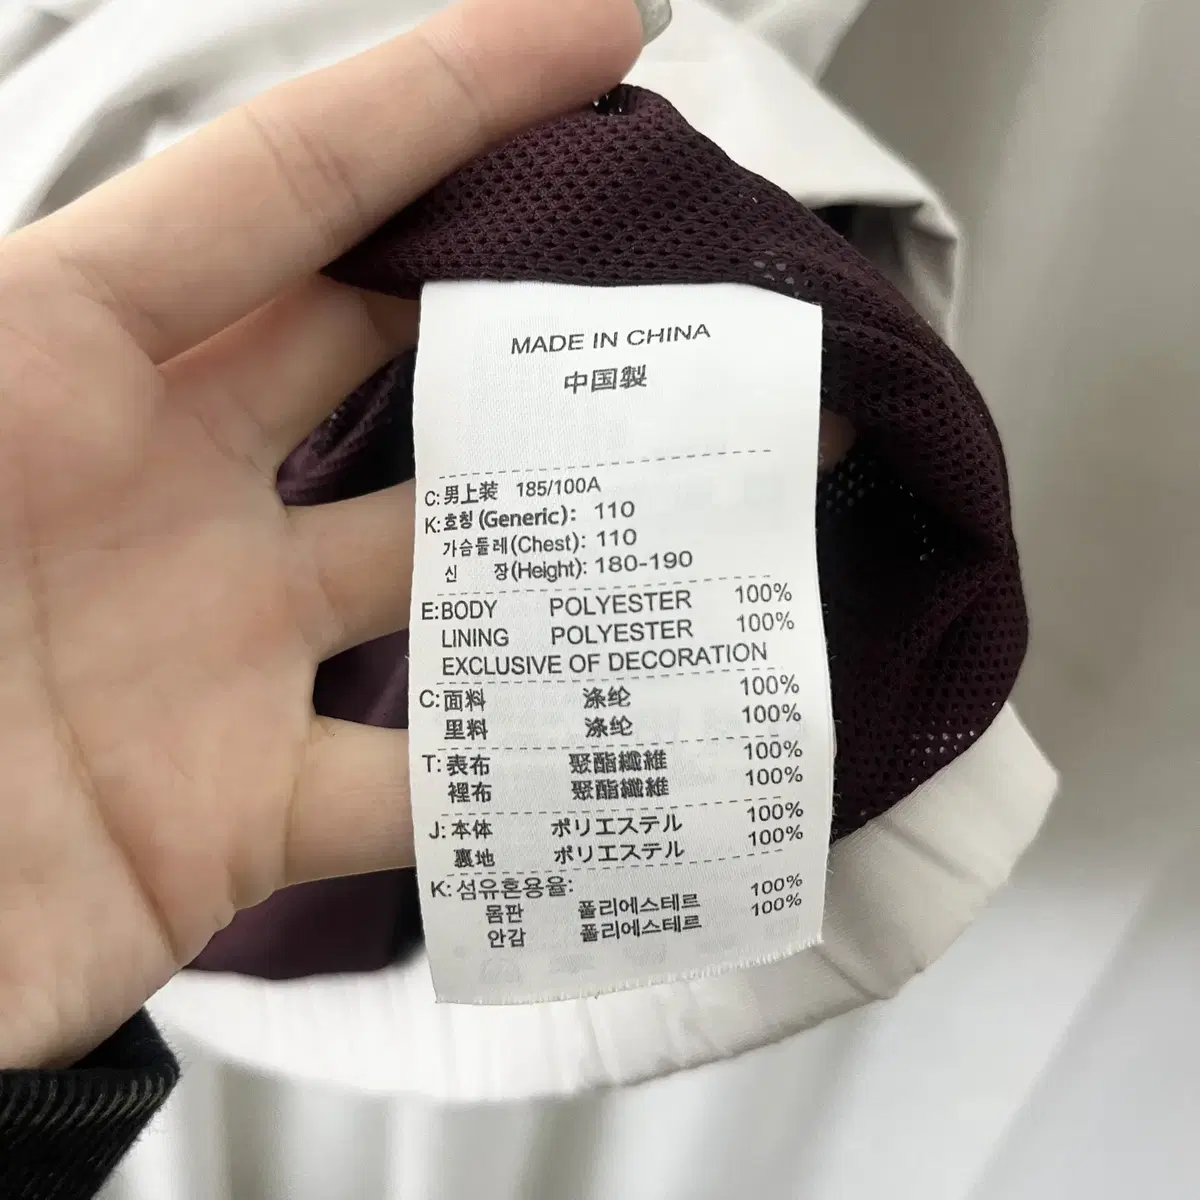 MADE IN CHINA
中国製
C:男上装 185/100A
K:호칭 (Generic): 110
가슴둘레(Chest): 110
신 장(Height): 180-190
E:BODY POLYESTER 100%
LINING POLYESTER 100%
EXCLUSIVE OF DECORATION
C:面料 涤纶 100%
里料 涤纶 100%
T:表布 聚酯纖維 100%
裡布 聚酯纖維 100%
J:本体 ポリエステル 100%
裏地 ポリエステル 100%
K:섬유혼용율:
몸판 폴리에스테르 100%
안감 폴리에스테르 100%